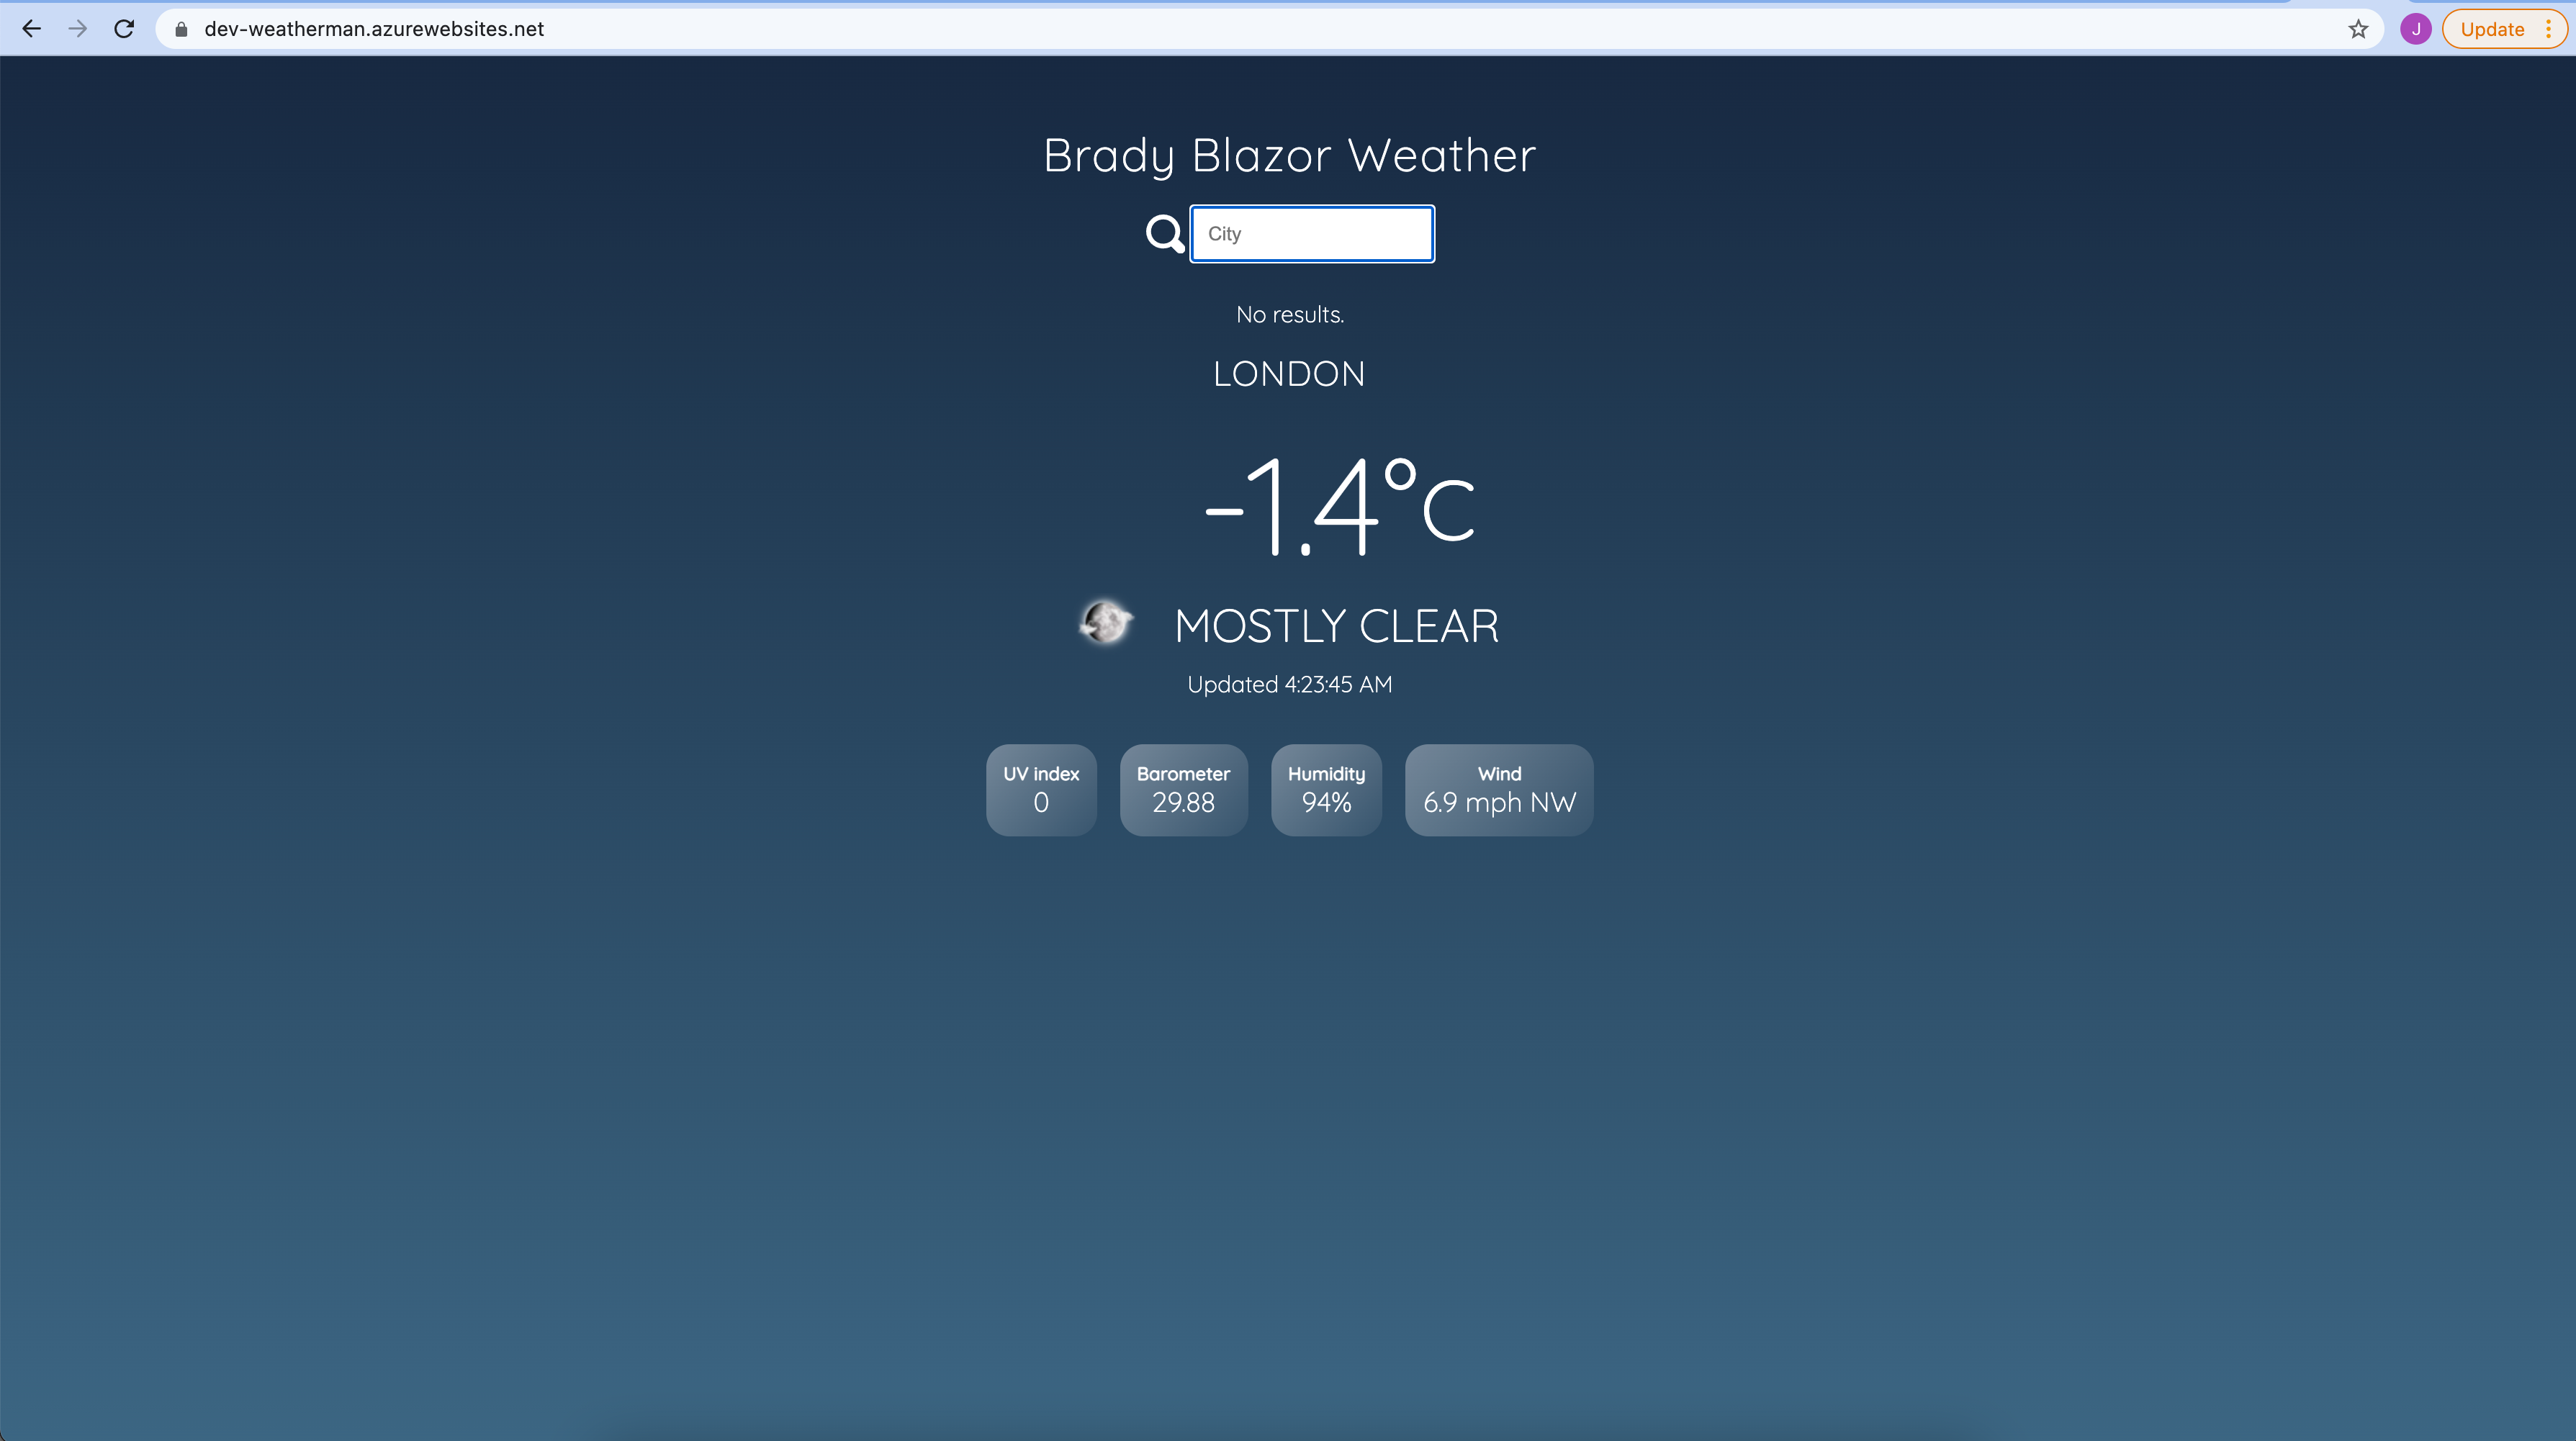 dev-weatherman.azurewebsites.net
J
Update
Brady Blazor Weather
City
No results.
LONDON
-1.4°C
MOSTLY CLEAR
Updated 4:23:45 AM
UV index
0
Barometer
29.88
Humidity
94%
Wind
6.9 mph NW